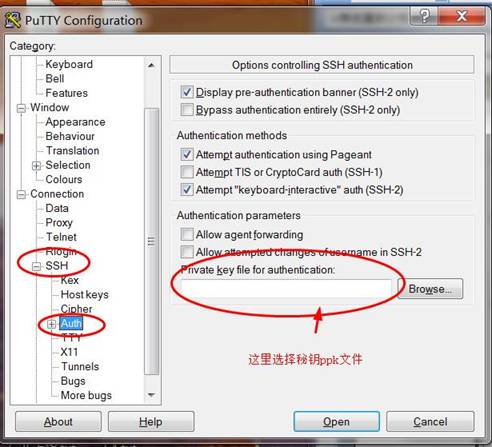 PuTTY Configuration
Category:
Keyboard
Bell
Features
Window
Appearance
Behaviour
Translation
Selection
Colours
Connection
Data
Proxy
Telnet
Rlogin
SSH
Kex
Host keys
Cipher
Auth
TTY
X11
Tunnels
Bugs
More bugs
Options controlling SSH authentication
Display pre-authentication banner (SSH-2 only)
Bypass authentication entirely (SSH-2 only)
Authentication methods
Attempt authentication using Pageant
Attempt TIS or CryptoCard auth (SSH-1)
Attempt "keyboard-interactive" auth (SSH-2)
Authentication parameters
Allow agent forwarding
Allow attempted changes of username in SSH-2
Private key file for authentication:
Browse...
这里选择秘钥ppk文件
About
Help
Open
Cancel